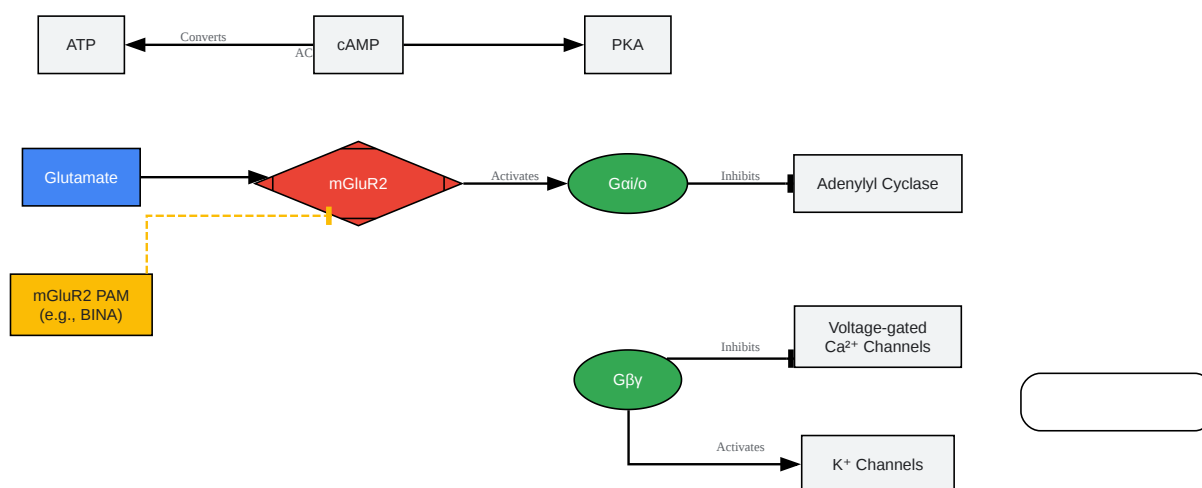 ATP
Converts
AC
cAMP
PKA
Glutamate
mGluR2
Activates
Gαi/o
Inhibits
Adenylyl Cyclase
mGluR2 PAM
(e.g., BINA)
Gβγ
Inhibits
Voltage-gated
Ca²⁺ Channels
Activates
K⁺ Channels